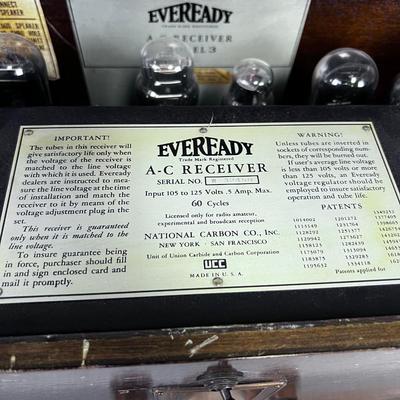 CONNECT
SPEAKER
EVEREADY
A-C RECEIVER
MODEL 3
IMPORTANT!
The tubes in this receiver will
give satisfactory life only when
the voltage of the receiver is
matched to the line voltage
with which it is used. Eveready
dealers are instructed to mea-
sure the line voltage at the time
of installation and match the
receiver to it by means of the
voltage adjustment plug in the
set.
This receiver is guaranteed
only when it is matched to the
line voltage.
To insure guarantee being
in force, purchaser should fill
in and sign enclosed card and
mail it promptly.
EVEREADY
Trade Mark Registered
A-C RECEIVER
SERIAL NO.
Input 105 to 125 Volts .5 Amp. Max.
60 Cycles
Licensed only for radio amateur,
experimental and broadcast reception
NATIONAL CARBON CO., INC.
NEW YORK · SAN FRANCISCO
Unit of Union Carbide and Carbon Corporation
UCC
MADE IN U. S. A.
WARNING!
Unless tubes are inserted in
sockets of corresponding
numbers, they will be burned out.
If user's average line voltage
is less than 105 volts or more
than 125 volts, an Eveready
voltage regulator should be
employed to insure satisfactory
operation and tube life.
PATENTS
Patents applied for